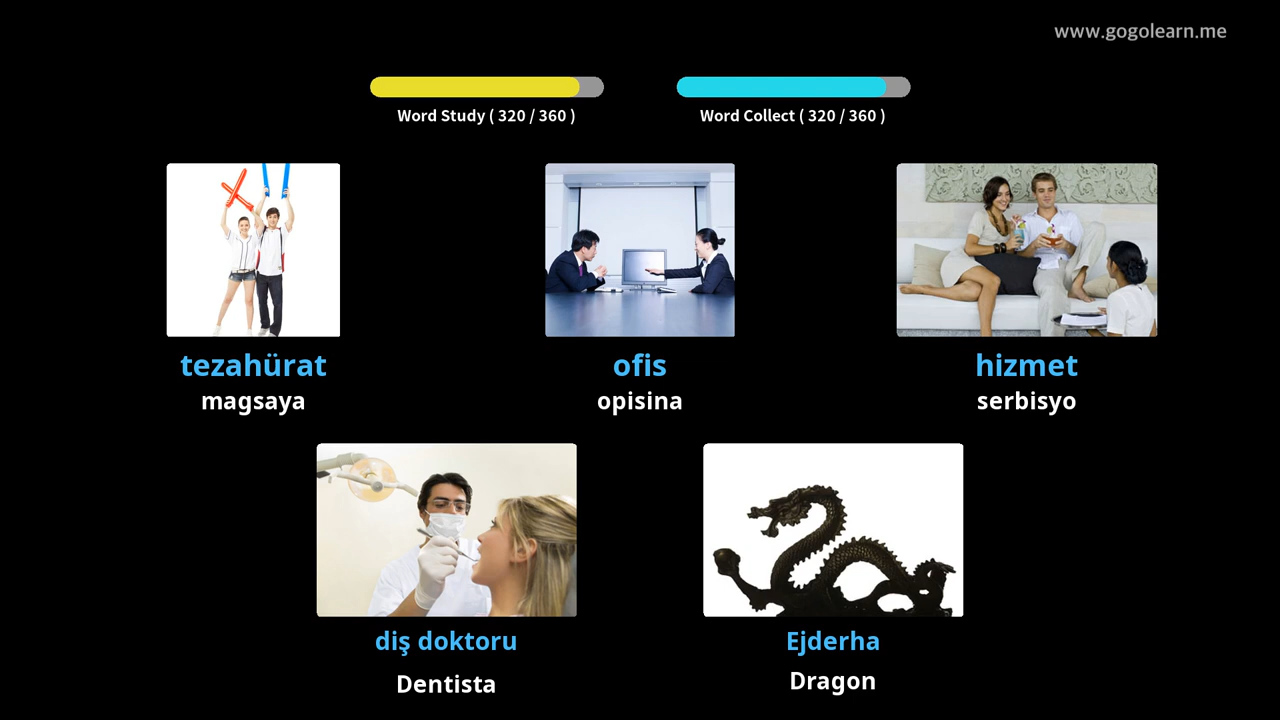 www.gogolearn.me
Word Study ( 320 / 360 )
Word Collect ( 320 / 360 )
tezahürat
magsaya
ofis
opisina
hizmet
serbisyo
diş doktoru
Dentista
Ejderha
Dragon